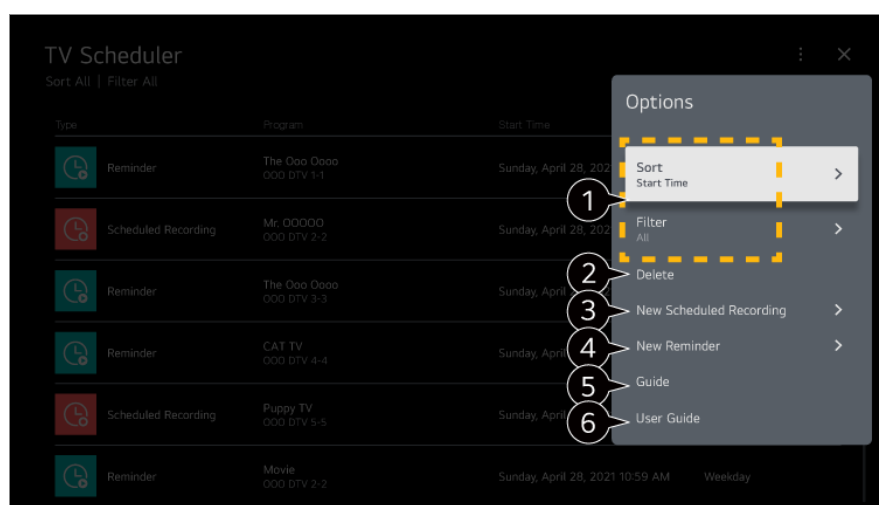 TV Scheduler
Sort All | Filter All
Options
Type Program Start Time
Reminder
The Ooo Oooo
OOO DTV 1-1
Sunday, April 28, 202
Sort
Start Time
1
Scheduled Recording
Mr. OOOOO
OOO DTV 2-2
Sunday, April 28, 202
Filter
All
2
Delete
Reminder
The Ooo Oooo
OOO DTV 3-3
Sunday, April
3
New Scheduled Recording
4
New Reminder
Reminder
CAT TV
OOO DTV 4-4
Sunday, April
5
Guide
Scheduled Recording
Puppy TV
OOO DTV 5-5
Sunday, April
6
User Guide
Reminder
Movie
OOO DTV 2-2
Sunday, April 28, 2021 10:59 AM Weekday